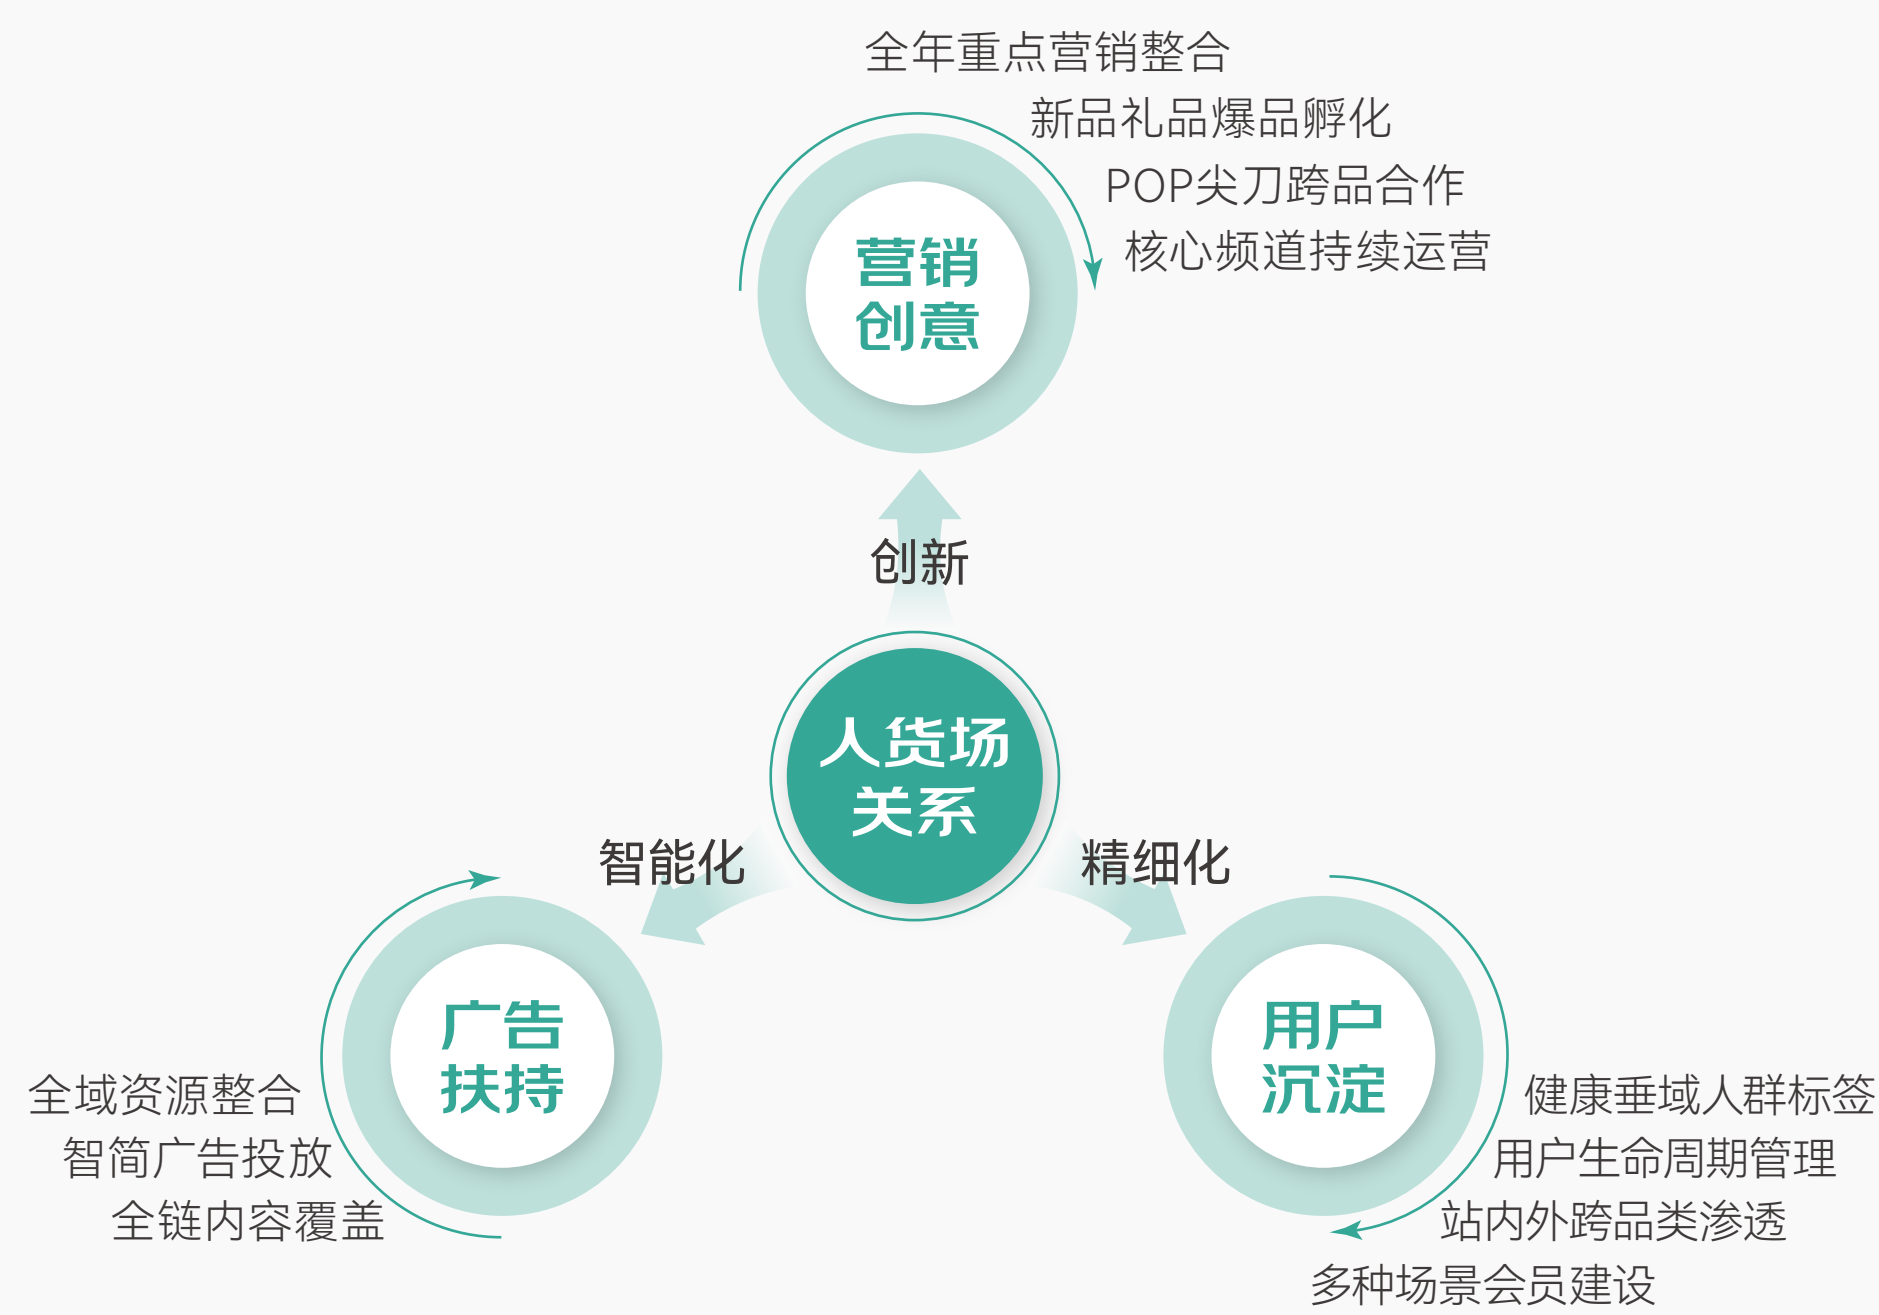 全年重点营销整合
新品礼品爆品孵化
POP尖刀跨品合作
核心频道持续运营
营销
创意
创新
人货场
关系
智能化
精细化
广告
扶持
全域资源整合
智简广告投放
全链内容覆盖
用户
沉淀
健康垂域人群标签
用户生命周期管理
站内外跨品类渗透
多种场景会员建设